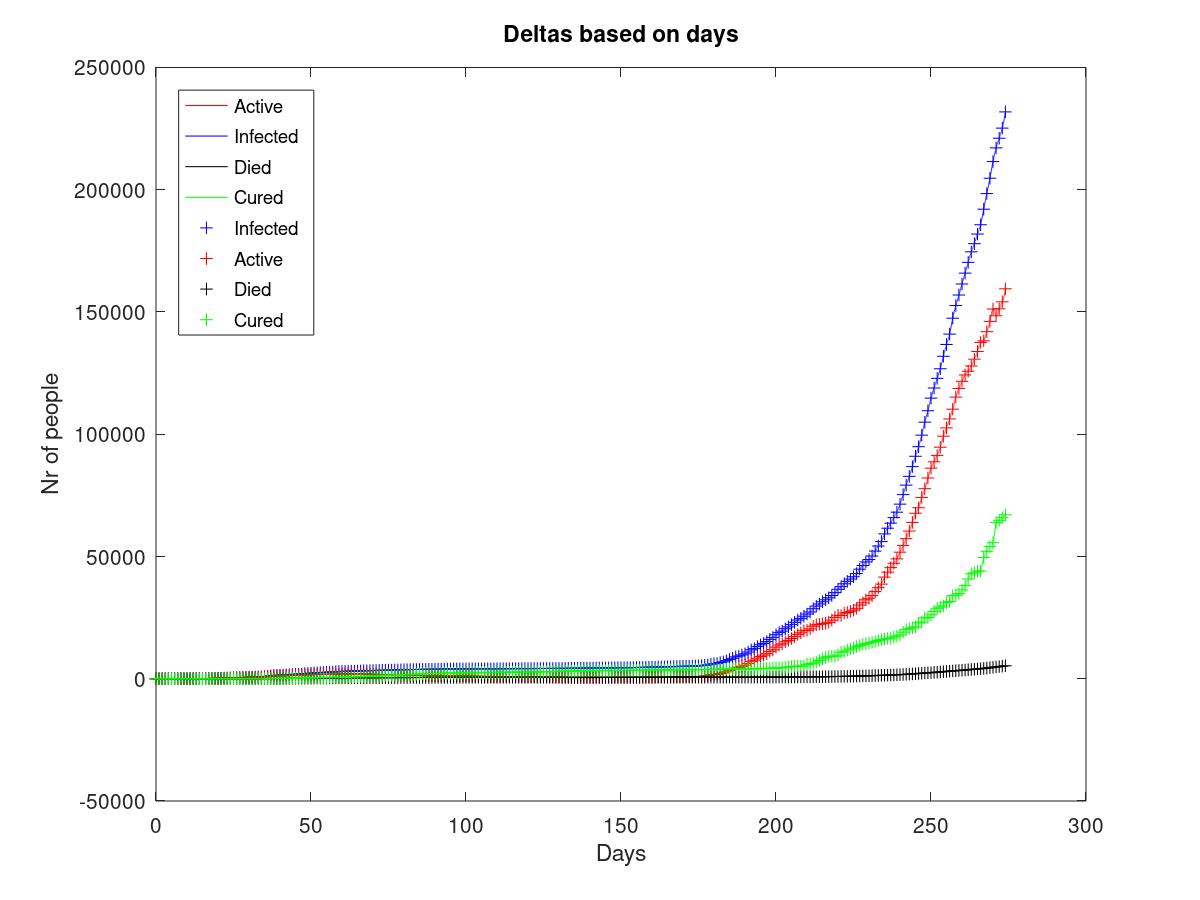 Deltas based on days
250000
200000
150000
100000
50000
0
-50000
Nr of people
Active
Infected
Died
Cured
Infected
Active
Died
Cured
0 50 100 150 200 250 300
Days